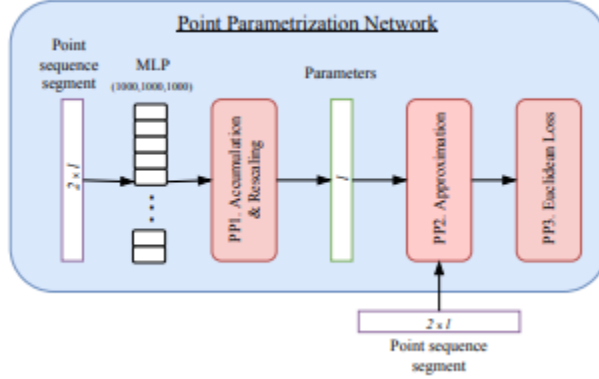 Point Parametrization Network
Point
sequence
segment
MLP
(1000,1000,1000)
Parameters
2 x l
PP1. Accumulation
& Rescaling
l
PP2. Approximation
PP3. Euclidean Loss
2 x l
Point sequence
segment